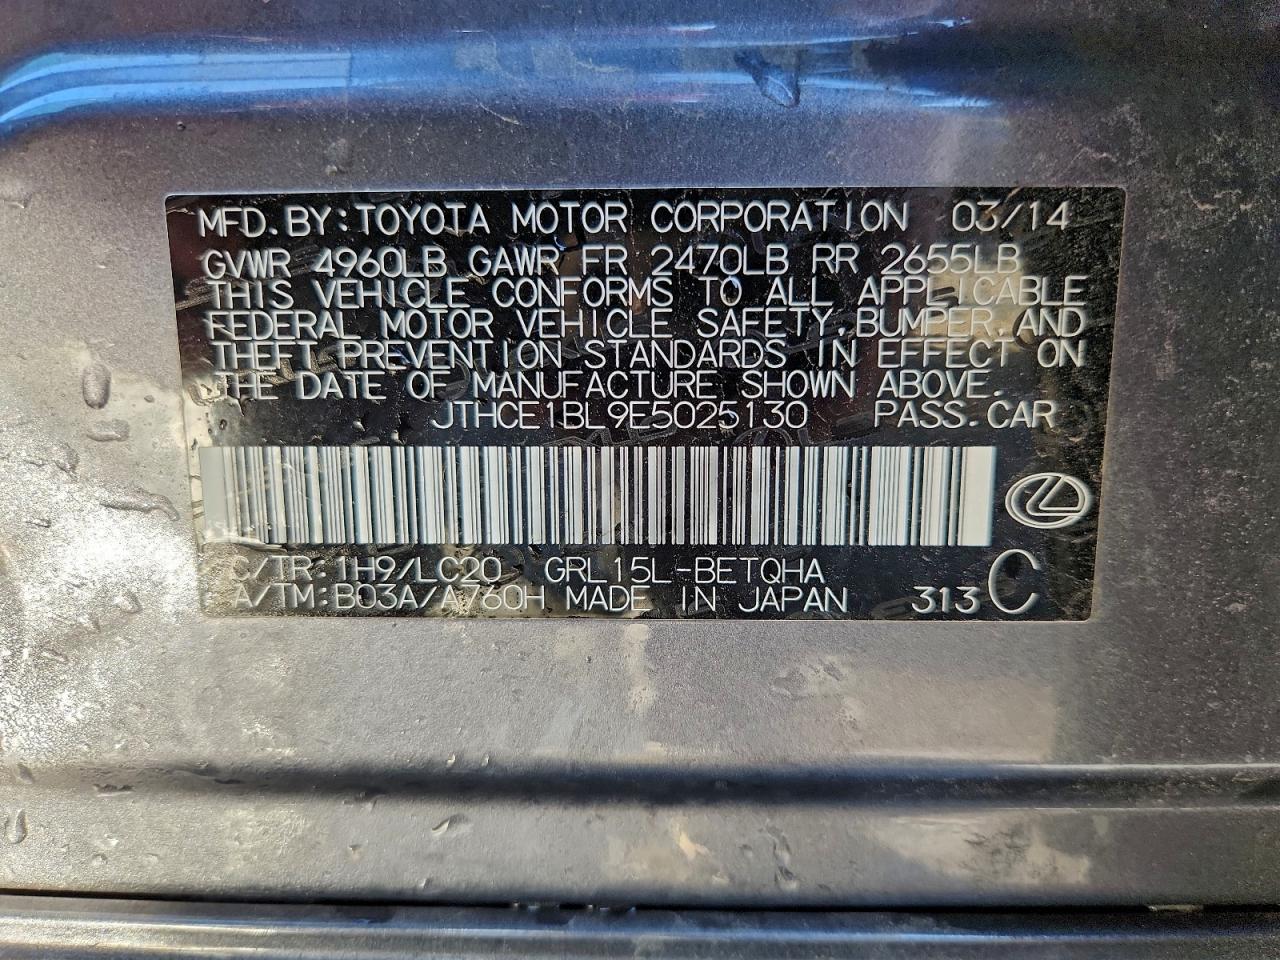 MFD.BY:TOYOTA MOTOR CORPORATION 03/14
GVWR 4960LB GAWR FR 2470LB RR 2655LB
THIS VEHICLE CONFORMS TO ALL APPLICABLE
FEDERAL MOTOR VEHICLE SAFETY,BUMPER,AND
THEFT PREVENTION STANDARDS IN EFFECT ON
THE DATE OF MANUFACTURE SHOWN ABOVE.
JTHCE1BL9E5025130 PASS.CAR
C/TR:1H9/LC20 GRL15L-BETQHA
A/TM:B03A/A760H MADE IN JAPAN 313 C